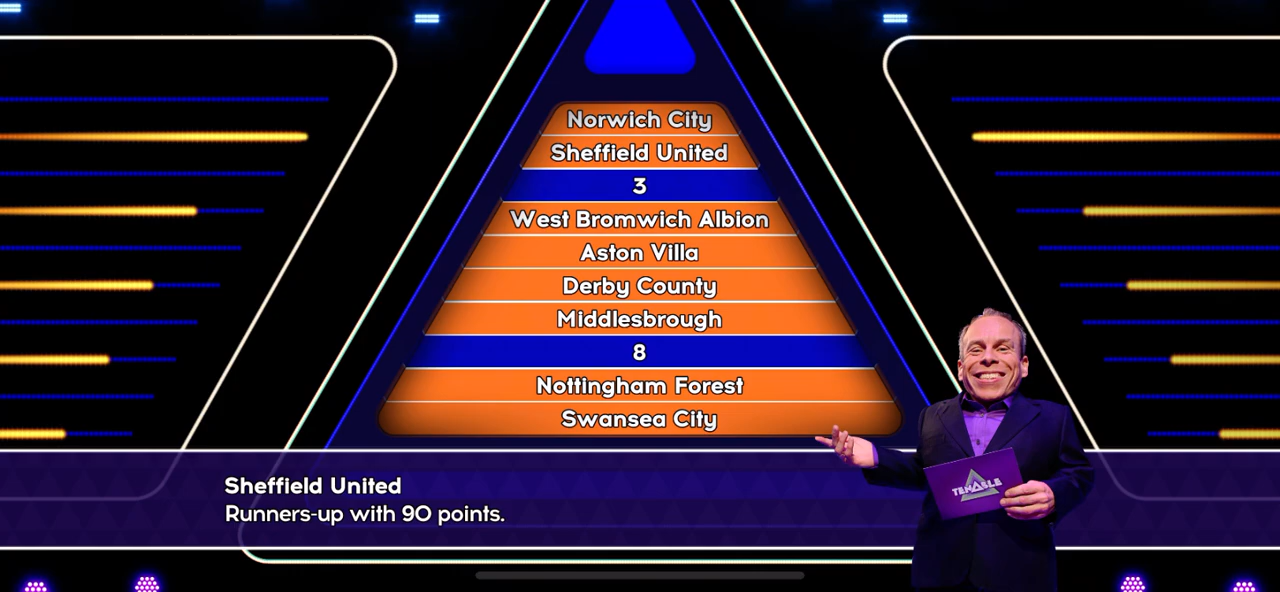 Norwich City
Sheffield United
3
West Bromwich Albion
Aston Villa
Derby County
Middlesbrough
8
Nottingham Forest
Swansea City
Sheffield United
Runners-up with 90 points.
TENABLE